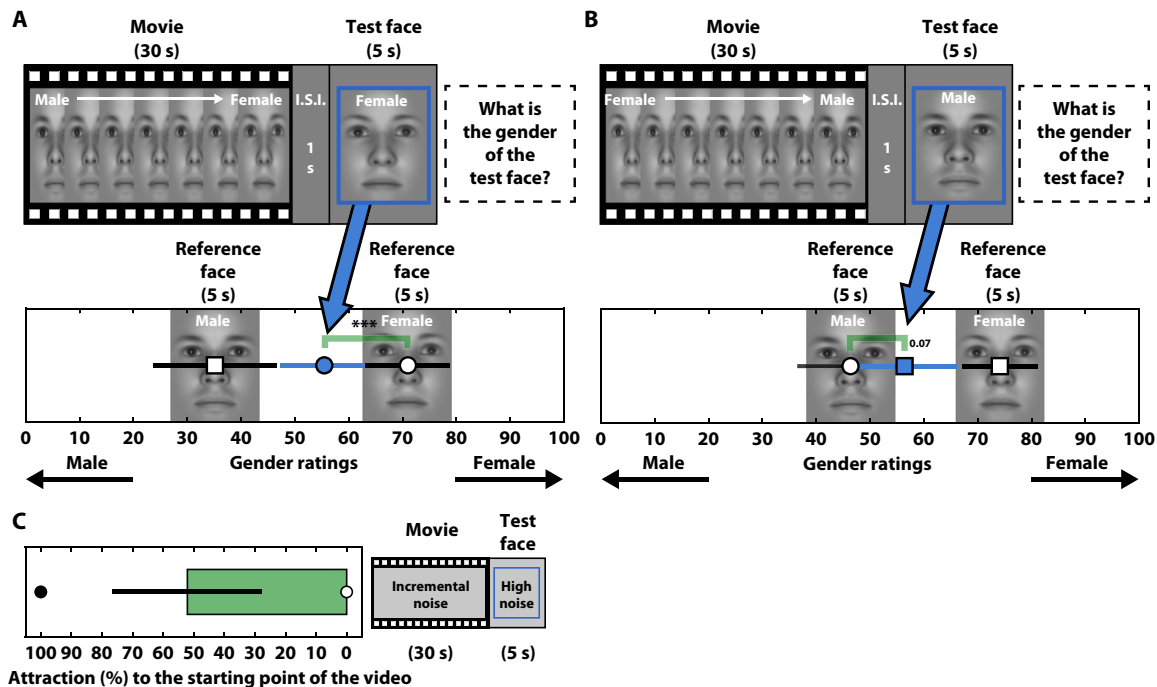 A
Movie
(30 s)
Test face
(5 s)
Male
Female
I.S.I.
1
s
Female
What is
the gender
of the
test face?
Reference
face
(5 s)
Reference
face
(5 s)
Male
***
Female
0 10 20 30 40 50 60 70 80 90 100
Male
Gender ratings
Female
B
Movie
(30 s)
Test face
(5 s)
Female
Male
I.S.I.
1
s
Male
What is
the gender
of the
test face?
Reference
face
(5 s)
Reference
face
(5 s)
Male
Female
0.07
0 10 20 30 40 50 60 70 80 90 100
Male
Gender ratings
Female
C
100 90 80 70 60 50 40 30 20 10 0
Attraction (%) to the starting point of the video
Movie
Test
face
Incremental
noise
High
noise
(30 s)
(5 s)